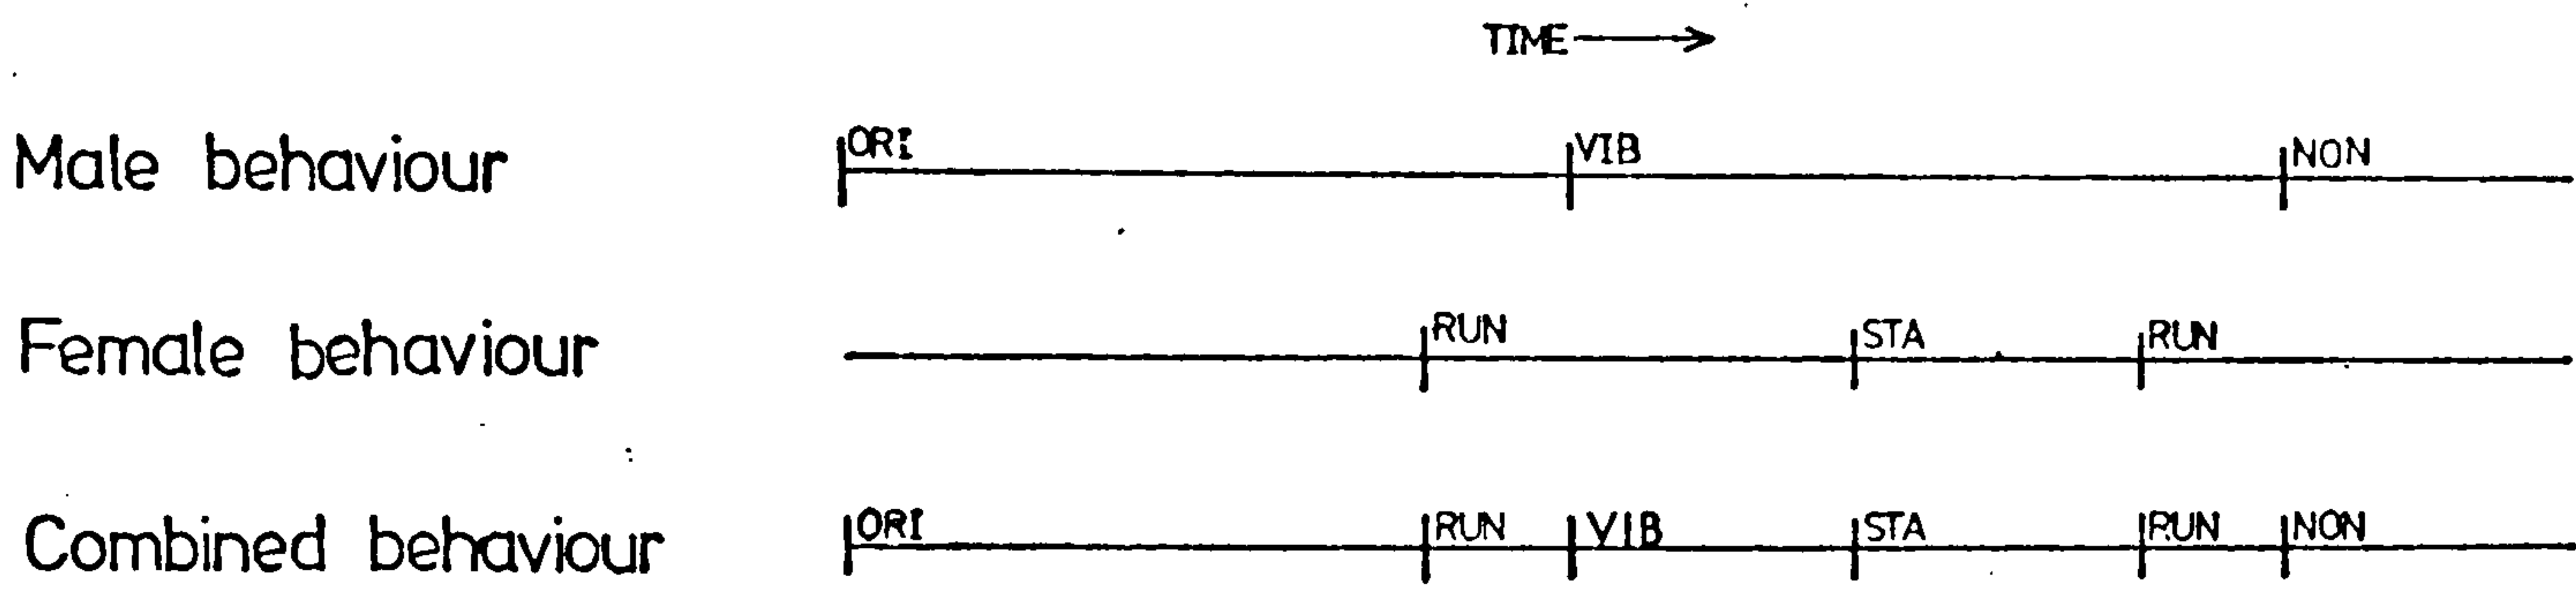 TIME
Male behaviour ORI VIB NON
Female behaviour RUN STA RUN
Combined behaviour ORI RUN VIB STA RUN NON